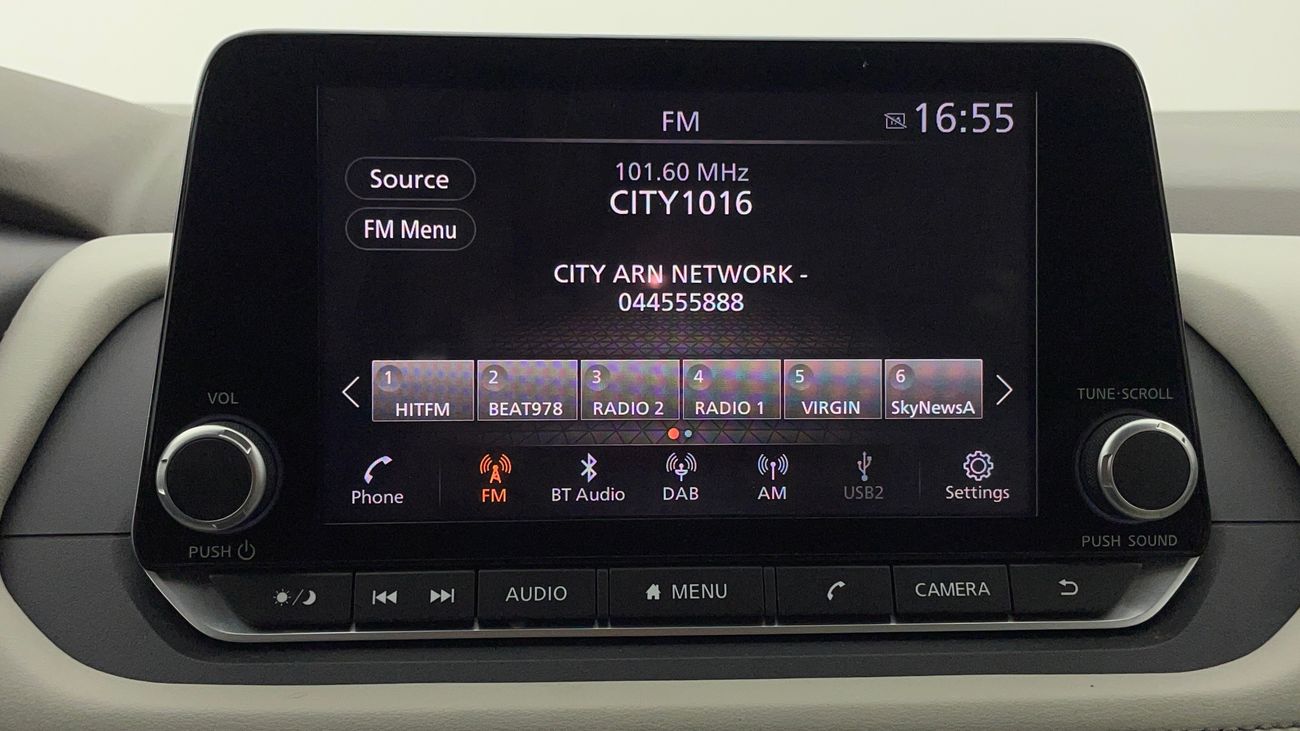 FM
16:55
Source
101.60 MHz
CITY1016
FM Menu
CITY ARN NETWORK -
044555888
1 2 3 4 5 6
HITFM BEAT978 RADIO 2 RADIO 1 VIRGIN SkyNewsA
VOL
TUNE·SCROLL
Phone FM BT Audio DAB AM USB2 Settings
PUSH
PUSH SOUND
AUDIO MENU CAMERA